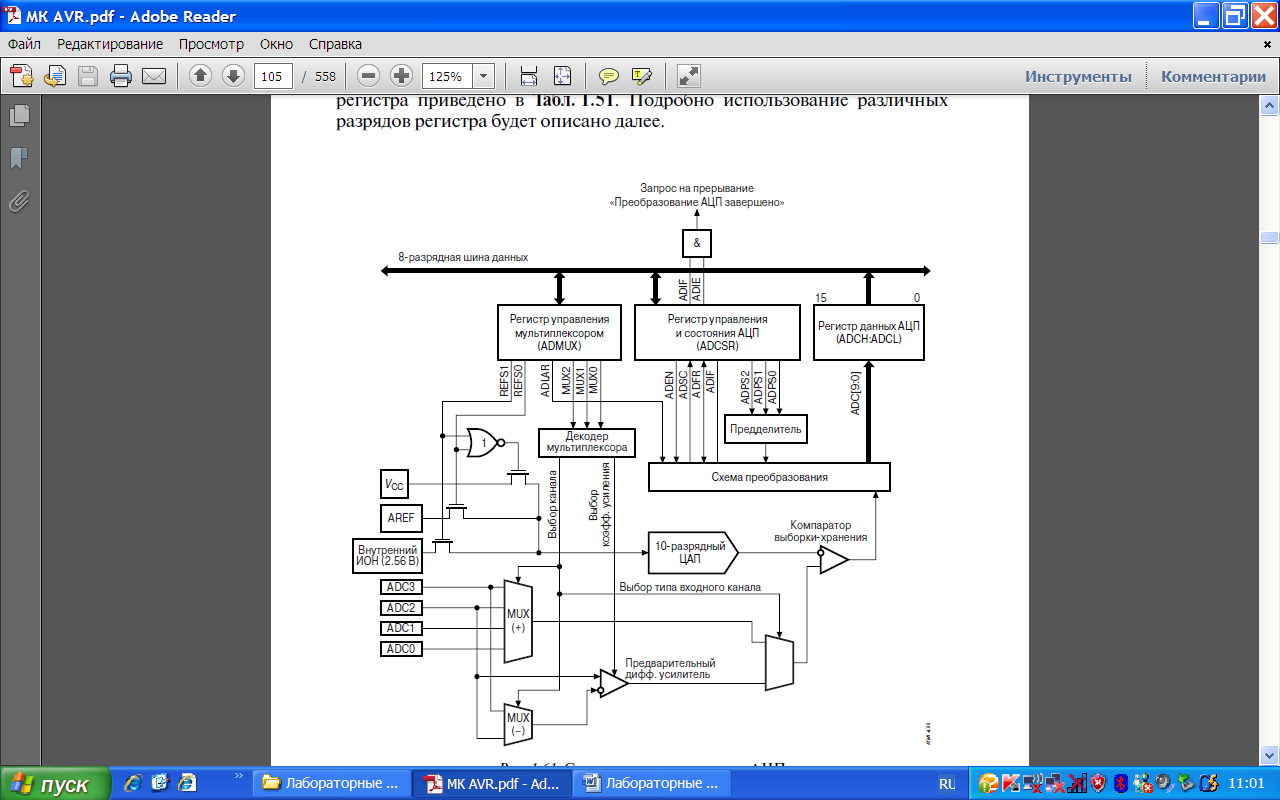 MK AVR.pdf - Adobe Reader
Файл Редактирование Просмотр Окно Справка
105 / 558 125% Инструменты Комментарии
регистра приведено в Табл. 1.51. Подробно использование различных
разрядов регистра будет описано далее.
Запрос на прерывание
«Преобразование АЦП завершено»
&
8-разрядная шина данных
ADIF
ADIE
15 0
Регистр управления
мультиплексором
(ADMUX)
Регистр управления
и состояния АЦП
(ADCSR)
Регистр данных АЦП
(ADCH:ADCL)
REFS1
REFS0
ADLAR
MUX2
MUX1
MUX0
ADEN
ADSC
ADFR
ADIF
ADPS2
ADPS1
ADPS0
ADC[9:0]
1
Декодер
мультиплексора
Предделитель
Схема преобразования
VCC
AREF
Внутренний
ИОН (2.56 В)
Выбор канала
Выбор
коэфф. усиления
10-разрядный
ЦАП
Компаратор
выборки-хранения
ADC3
ADC2
ADC1
ADC0
MUX
(+)
Выбор типа входного канала
Предварительный
дифф. усилитель
MUX
(−)
пуск
»
Лабораторные ...
MK AVR.pdf - Ad...
Лабораторные ...
RU
11:01